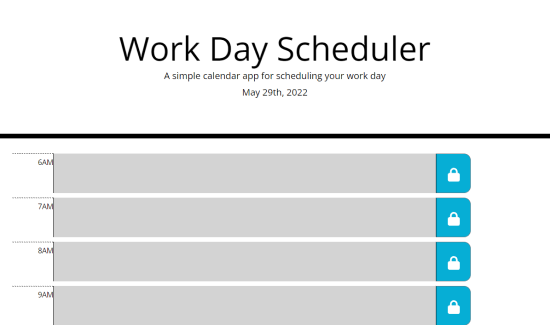 Work Day Scheduler
A simple calendar app for scheduling your work day
May 29th, 2022
6AM
7AM
8AM
9AM